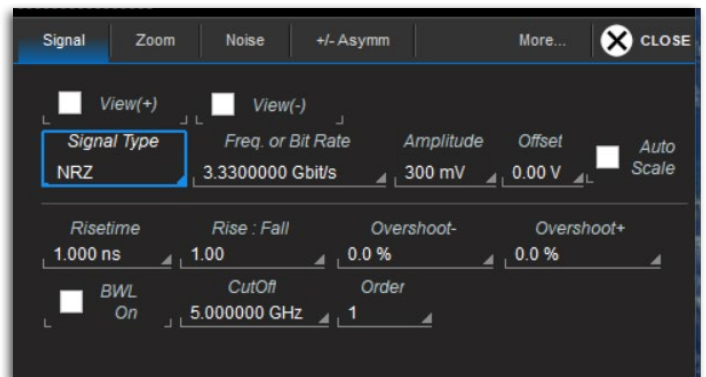 Signal Zoom Noise +/- Asymm More... CLOSE
View(+) View(-)
Signal Type Freq. or Bit Rate Amplitude Offset Auto Scale
NRZ 3.3300000 Gbit/s 300 mV 0.00 V
Risetime Rise : Fall Overshoot- Overshoot+
1.000 ns 1.00 0.0 % 0.0 %
BWL On CutOff Order
5.000000 GHz 1